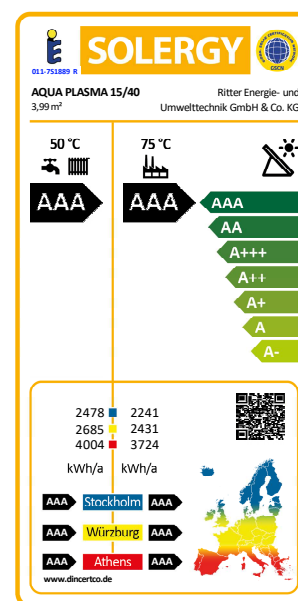 SOLERGY
GSCN
011-7S1889 R
AQUA PLASMA 15/40
Ritter Energie- und
3,99 m²
Umwelttechnik GmbH & Co. KG
50 °C
75 °C
AAA
AAA
AAA
AA
A+++
A++
A+
A
A-
2478 2241
2685 2431
4004 3724
kWh/a kWh/a
AAA Stockholm AAA
AAA Würzburg AAA
AAA Athens AAA
www.dincertco.de